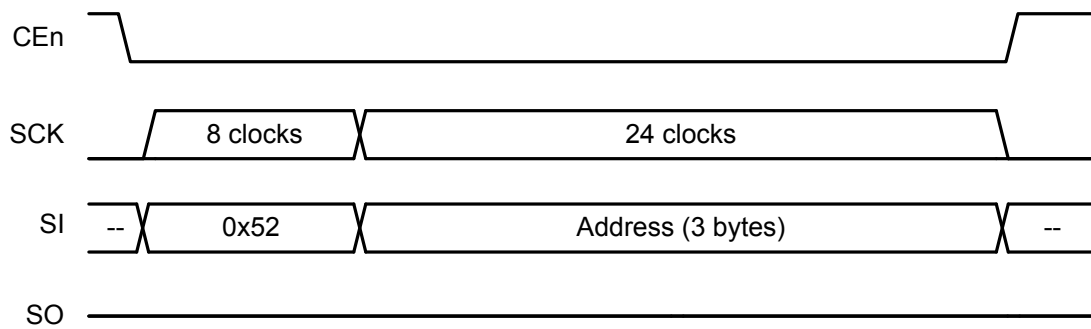 CEn
SCK 8 clocks 24 clocks
SI -- 0x52 Address (3 bytes) --
SO